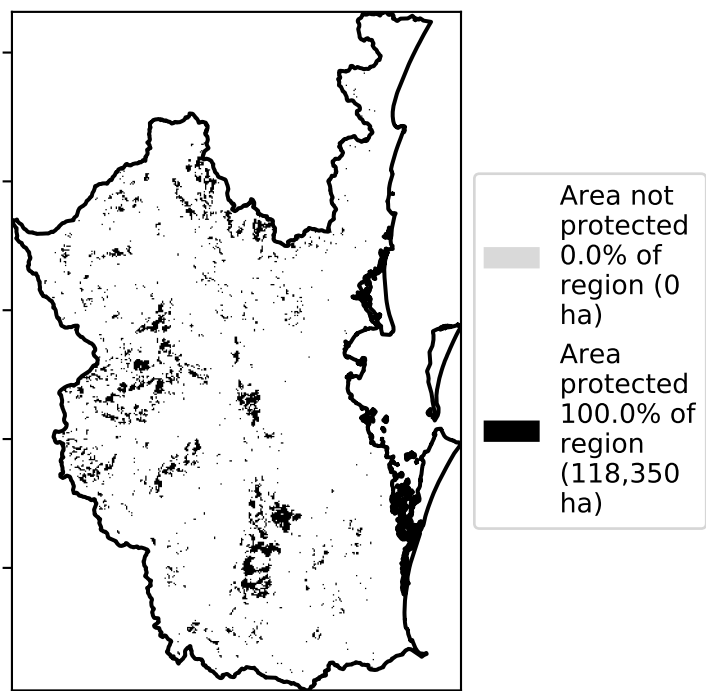 Area not
protected
0.0% of
region (0
ha)
Area
protected
100.0% of
region
(118,350
ha)